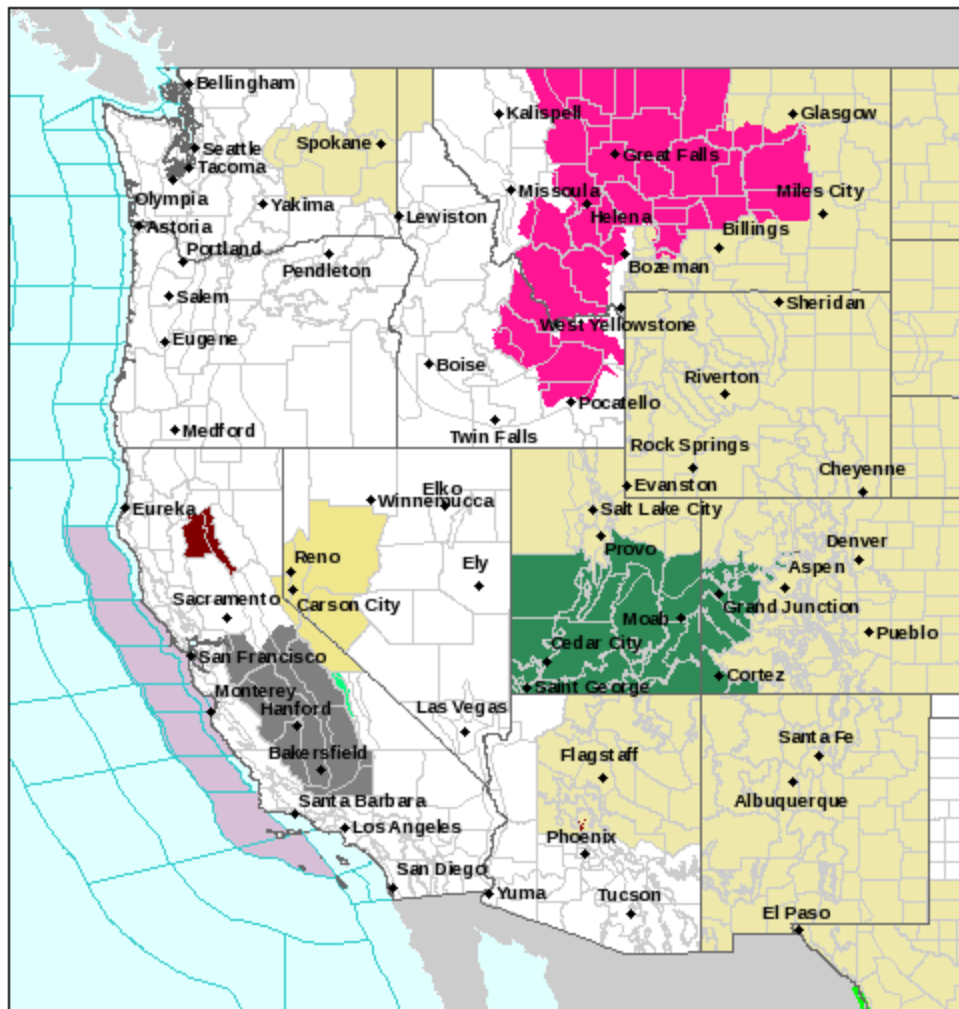 Bellingham
Kalispell
Glasgow
Seattle
Spokane
Great Falls
Tacoma
Missoula
Miles City
Olympia
Yakima
Lewiston
Helena
Astoria
Billings
Portland
Pendleton
Bozeman
Salem
Sheridan
West Yellowstone
Eugene
Boise
Riverton
Pocatello
Medford
Twin Falls
Rock Springs
Cheyenne
Evanston
Elko
Winnemucca
Eureka
Salt Lake City
Provo
Denver
Reno
Ely
Aspen
Sacramento
Carson City
Grand Junction
Moab
Pueblo
Cedar City
San Francisco
Cortez
Saint George
Monterey
Hanford
Las Vegas
Santa Fe
Bakersfield
Flagstaff
Albuquerque
Santa Barbara
Los Angeles
Phoenix
San Diego
Yuma
Tucson
El Paso